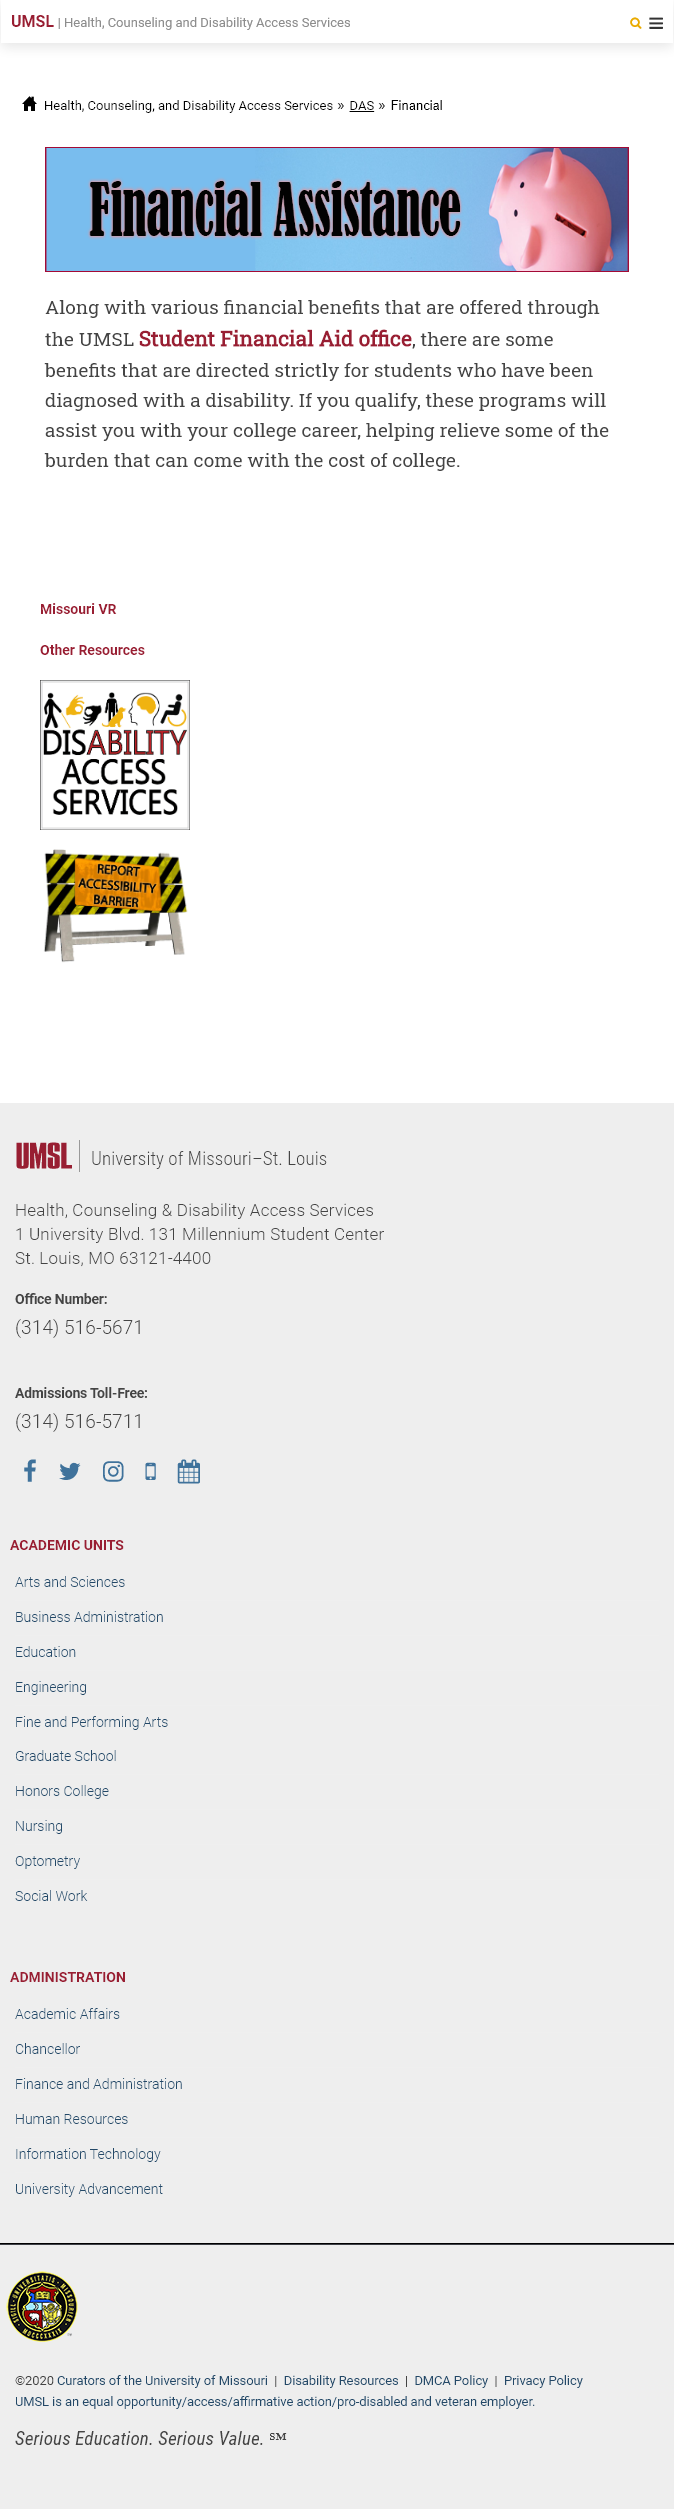 UMSL | Health, Counseling and Disability Access Services
Health, Counseling, and Disability Access Services » DAS » Financial
Financial Assistance
Along with various financial benefits that are offered through
the UMSL Student Financial Aid office, there are some
benefits that are directed strictly for students who have been
diagnosed with a disability. If you qualify, these programs will
assist you with your college career, helping relieve some of the
burden that can come with the cost of college.
Missouri VR
Other Resources
DISABILITY
ACCESS
SERVICES
REPORT
ACCESSIBILITY
BARRIER
UMSL University of Missouri–St. Louis
Health, Counseling & Disability Access Services
1 University Blvd. 131 Millennium Student Center
St. Louis, MO 63121-4400
Office Number:
(314) 516-5671
Admissions Toll-Free:
(314) 516-5711
ACADEMIC UNITS
Arts and Sciences
Business Administration
Education
Engineering
Fine and Performing Arts
Graduate School
Honors College
Nursing
Optometry
Social Work
ADMINISTRATION
Academic Affairs
Chancellor
Finance and Administration
Human Resources
Information Technology
University Advancement
©2020 Curators of the University of Missouri | Disability Resources | DMCA Policy | Privacy Policy
UMSL is an equal opportunity/access/affirmative action/pro-disabled and veteran employer.
Serious Education. Serious Value. ℠